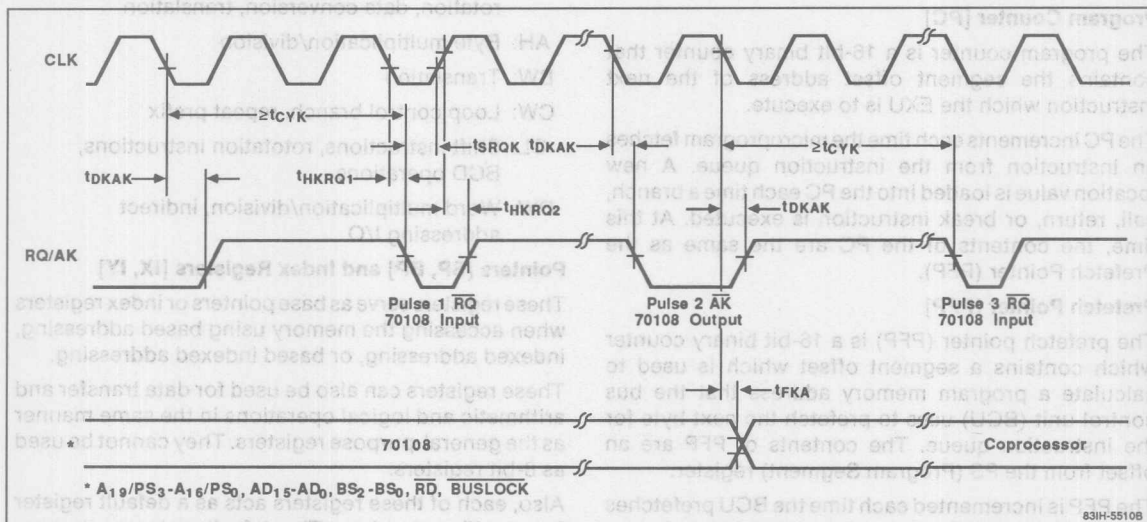 CLK
≥tCYK
tSRQK
tDKAK
≥tCYK
tDKAK
tHKRQ1
tHKRQ2
tDKAK
RQ/AK
Pulse 1 RQ
70108 Input
Pulse 2 AK
70108 Output
Pulse 3 RQ
70108 Input
tFKA
*
70108
Coprocessor
* A19/PS3-A16/PS0, AD15-AD0, BS2-BS0, RD, BUSLOCK
83IH-5510B
Program Counter [PC]
The program counter is a 16-bit binary counter that
contains the segment offset address of the next
instruction which the EXU is to execute.
The PC increments each time the microprogram fetches
an instruction from the instruction queue. A new
location value is loaded into the PC each time a branch,
call, return, or break instruction is executed. At this
time, the contents of the PC are the same as the
Prefetch Pointer (PFP).
Prefetch Pointer [PFP]
The prefetch pointer (PFP) is a 16-bit binary counter
which contains a segment offset which is used to
calculate a program memory address that the bus
control unit (BCU) uses to prefetch the next byte for
the instruction queue. The contents of PFP are an
offset from the PS (Program Segment) register.
The PFP is incremented each time the BCU prefetches
rotation, data conversion, translation
AH: Byte multiplication/division
BW: Translation
CW: Loop control branch, repeat prefix
CL: Shift instructions, rotation instructions,
BCD operations
DW: Word multiplication/division, indirect
addressing I/O
Pointers [SP, BP] and Index Registers [IX, IY]
These registers serve as base pointers or index registers
when accessing the memory using based addressing,
indexed addressing, or based indexed addressing.
These registers can also be used for data transfer and
arithmetic and logical operations in the same manner
as the general purpose registers. They cannot be used
as 8-bit registers.
Also, each of these registers acts as a default register